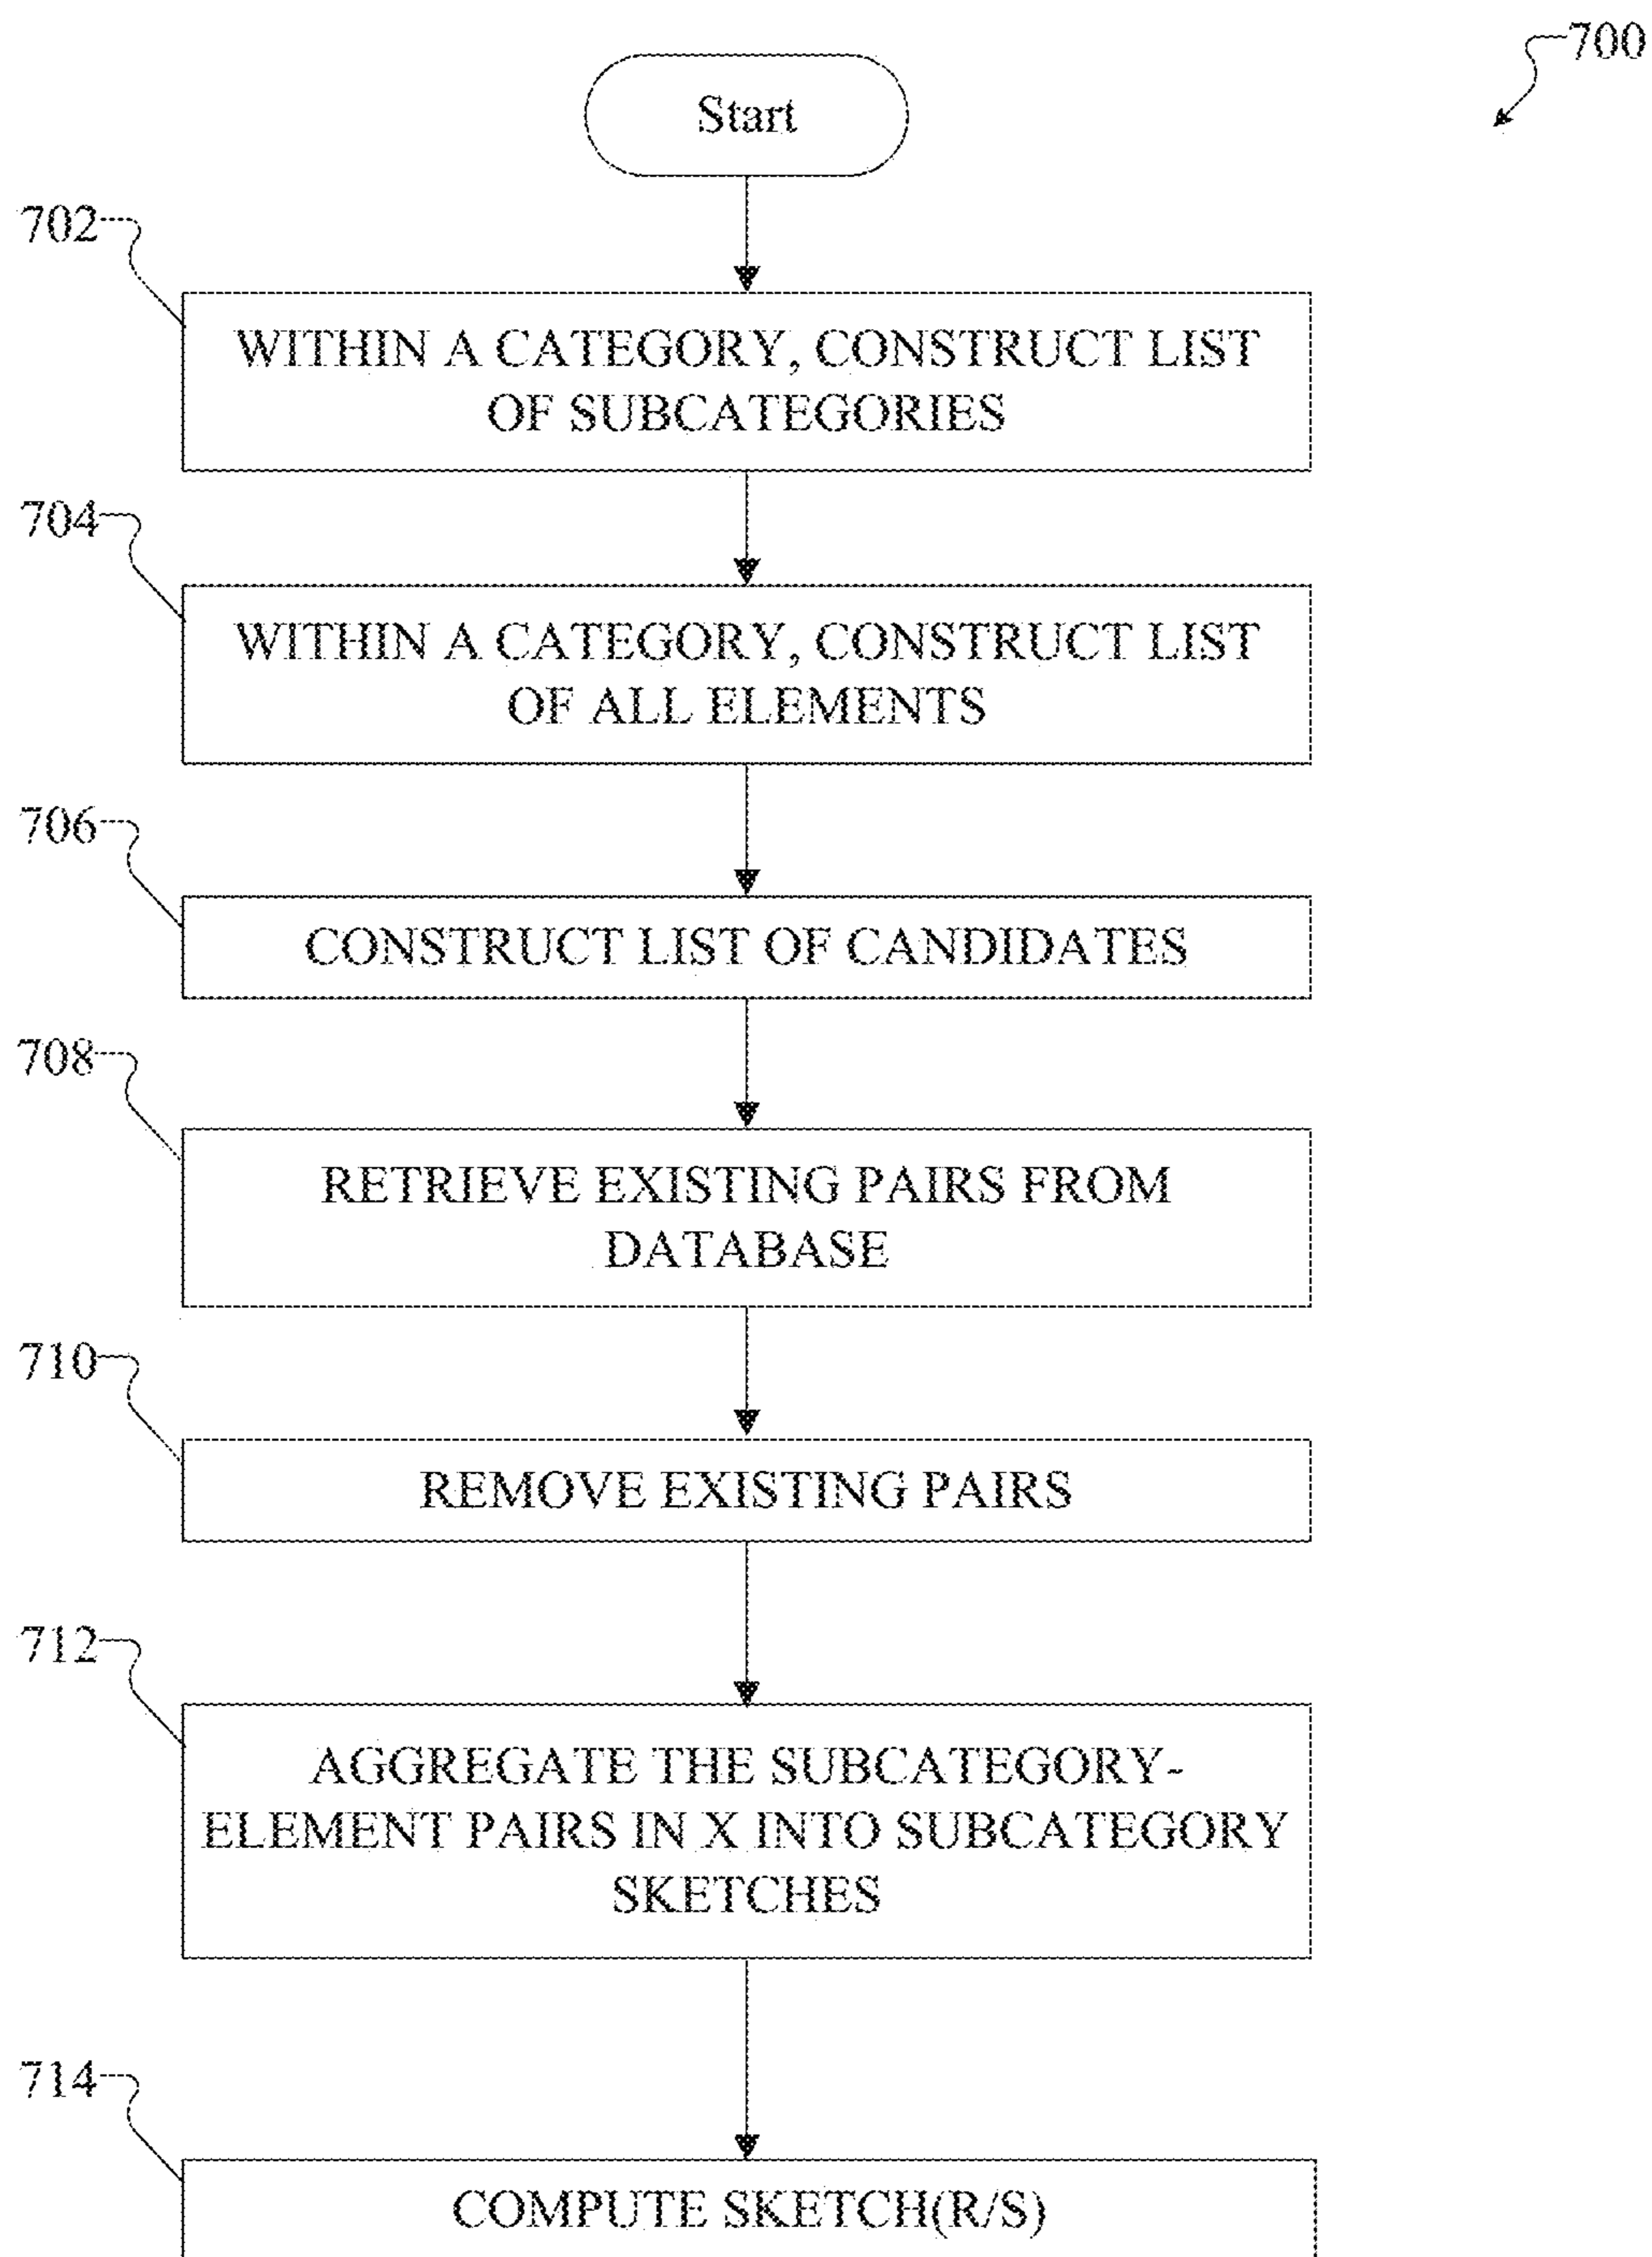 700
Start
702
WITHIN A CATEGORY, CONSTRUCT LIST
OF SUBCATEGORIES
704
WITHIN A CATEGORY, CONSTRUCT LIST
OF ALL ELEMENTS
706
CONSTRUCT LIST OF CANDIDATES
708
RETRIEVE EXISTING PAIRS FROM
DATABASE
710
REMOVE EXISTING PAIRS
712
AGGREGATE THE SUBCATEGORY-
ELEMENT PAIRS IN X INTO SUBCATEGORY
SKETCHES
714
COMPUTE SKETCH(R/S)